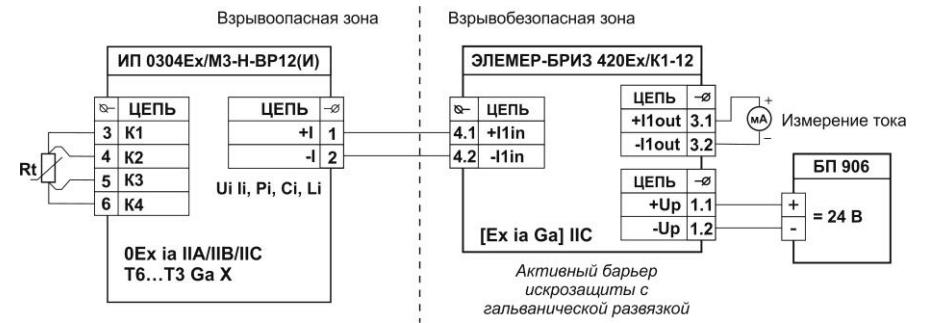 Взрывоопасная зона
Взрывобезопасная зона
ИП 0304Ex/М3-Н-ВР12(И)
ЦЕПЬ
3 К1
4 К2
5 К3
6 К4
Rt
ЦЕПЬ
+I 1
-I 2
Ui Ii, Pi, Ci, Li
0Ex ia IIA/IIB/IIC
T6...T3 Ga X
ЭЛЕМЕР-БРИЗ 420Ex/К1-12
ЦЕПЬ
4.1 +I1in
4.2 -I1in
ЦЕПЬ
+I1out 3.1
-I1out 3.2
ЦЕПЬ
+Up 1.1
-Up 1.2
[Ex ia Ga] IIC
Активный барьер
искрозащиты с
гальванической развязкой
+
мА
–
Измерение тока
БП 906
+
= 24 В
-